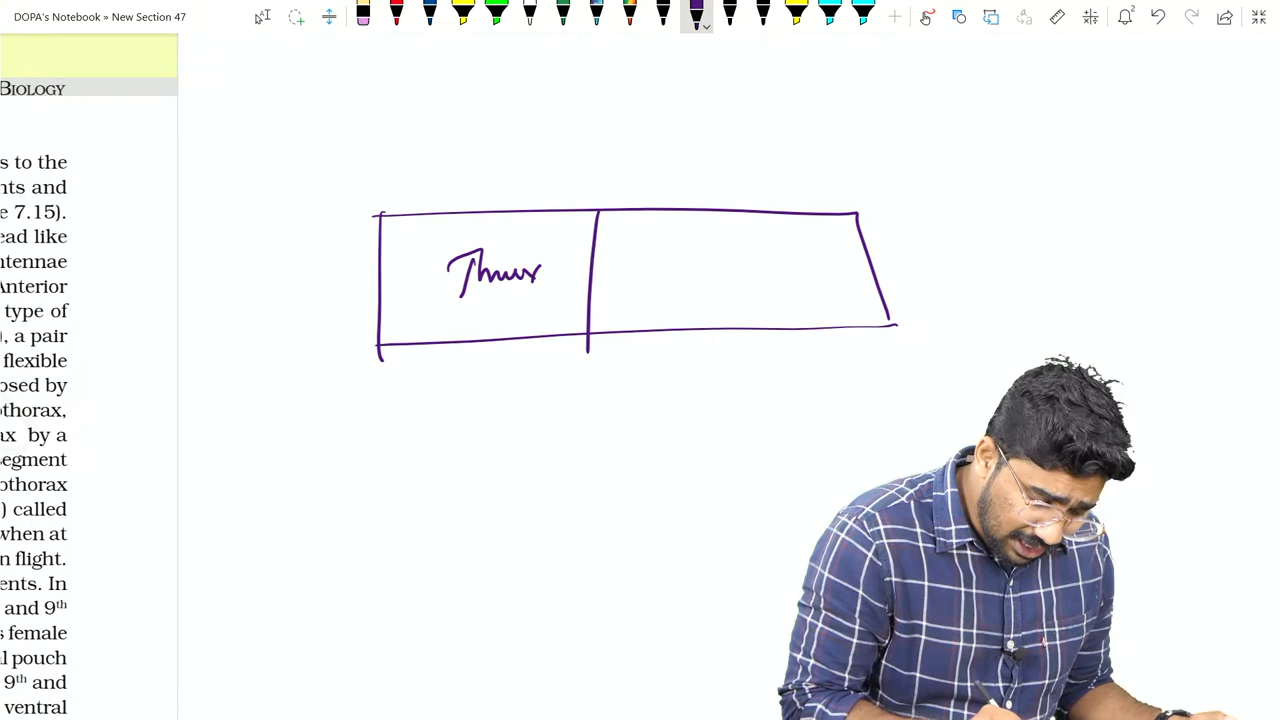 DOPA's Notebook » New Section 47
BIOLOGY
s to the
nts and
e 7.15).
ead like
ntennae
Anterior
type of
), a pair
flexible
osed by
othorax,
ax by a
segment
othorax
) called
when at
n flight.
ents. In
and 9th
s female
al pouch
9th and
ventral